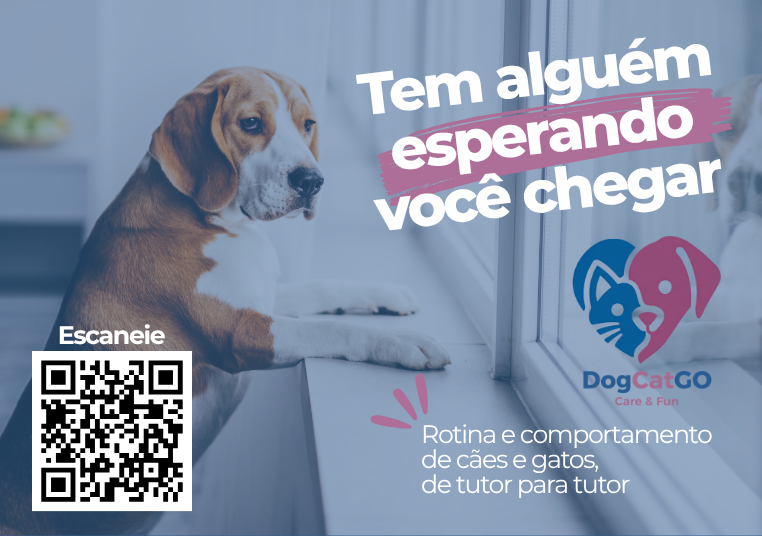 Tem alguém
esperando
você chegar
DogCatGO
Care & Fun
Escaneie
Rotina e comportamento
de cães e gatos,
de tutor para tutor